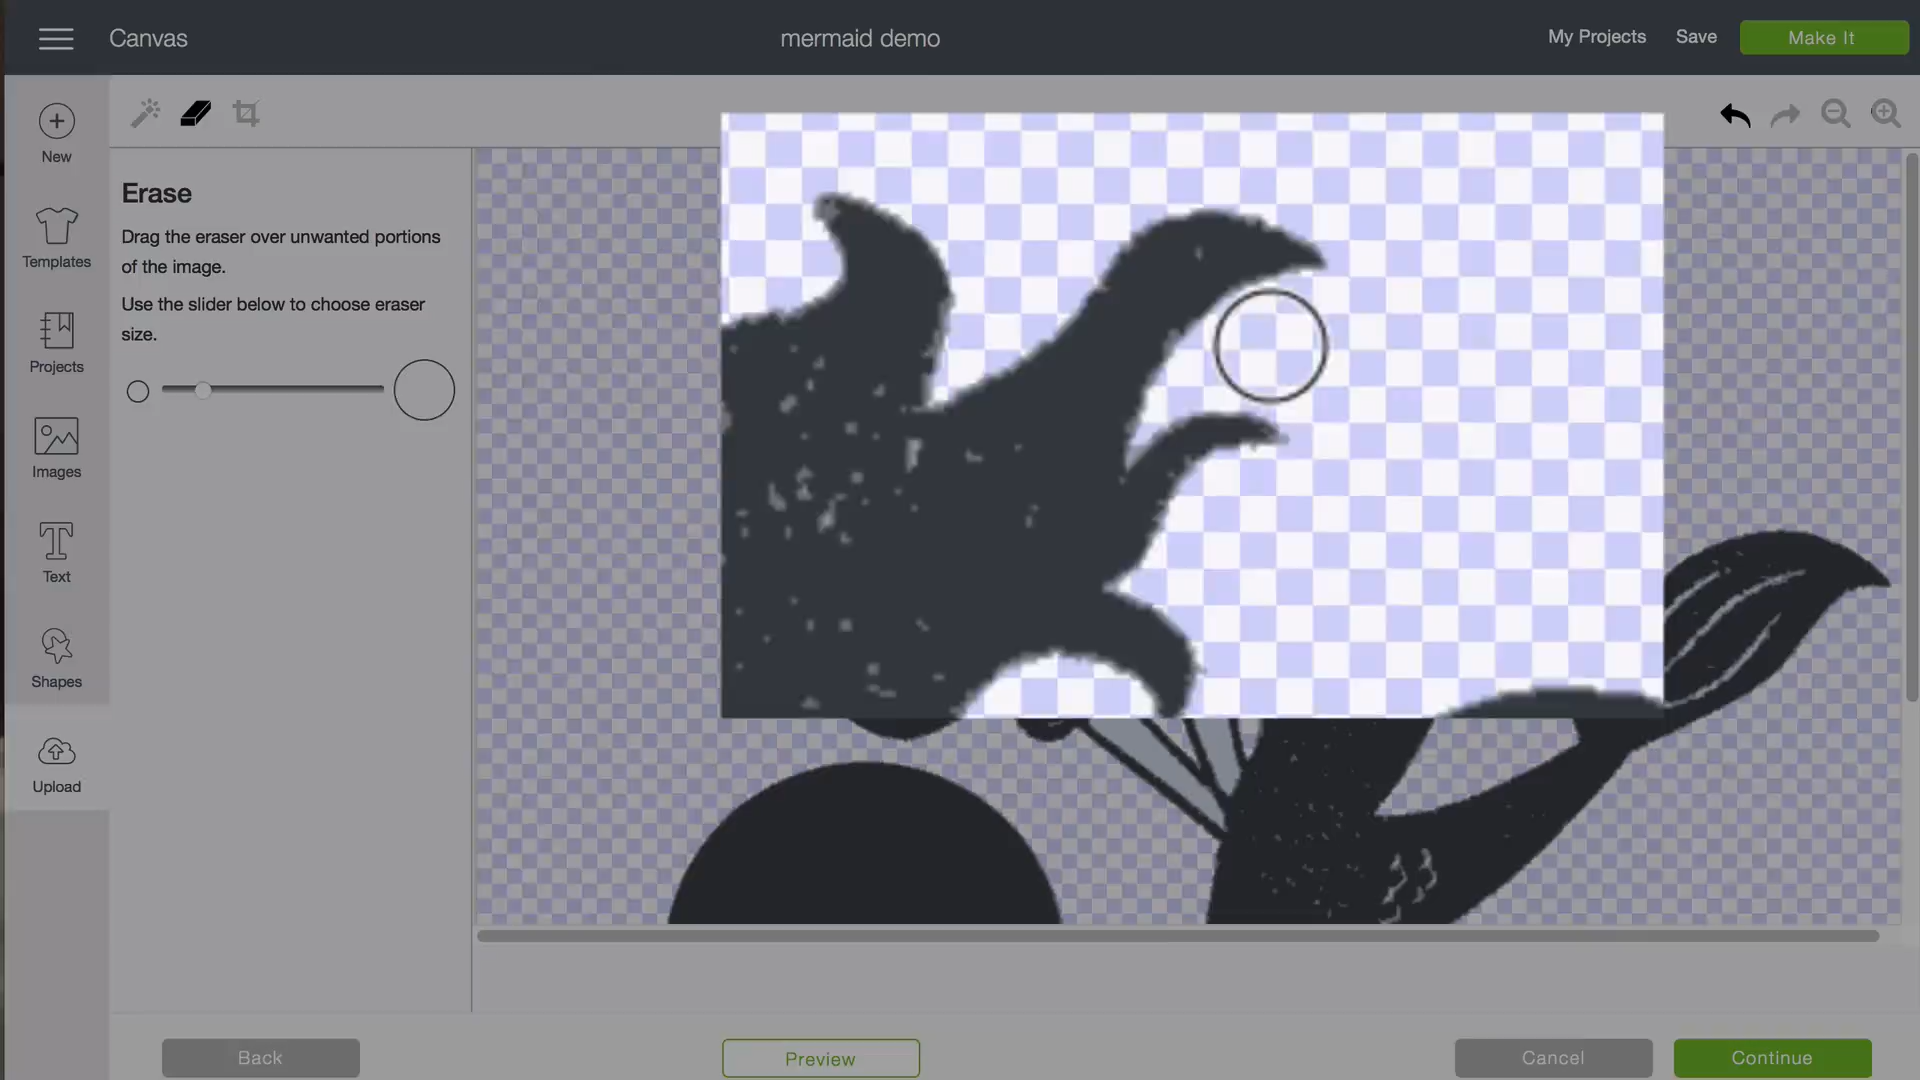 Canvas
mermaid demo
My Projects
Save
Make It
New
Templates
Projects
Images
Text
Shapes
Upload
Erase
Drag the eraser over unwanted portions
of the image.
Use the slider below to choose eraser
size.
Back
Preview
Cancel
Continue